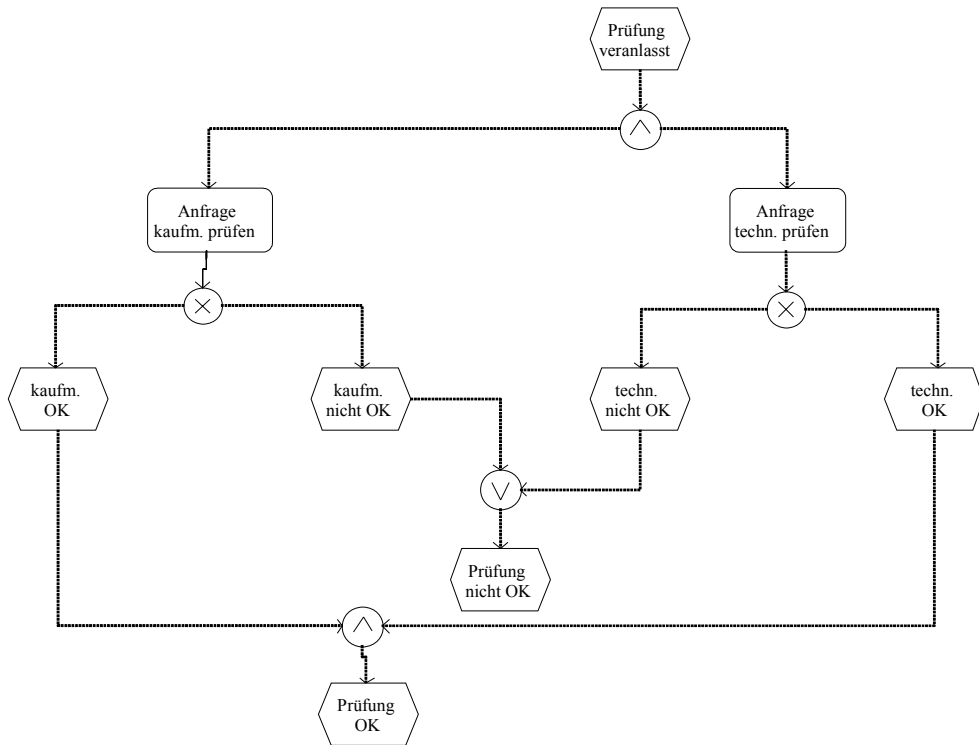 Prüfung
veranlasst
Anfrage
kaufm. prüfen
Anfrage
techn. prüfen
kaufm.
OK
kaufm.
nicht OK
techn.
nicht OK
techn.
OK
Prüfung
nicht OK
Prüfung
OK